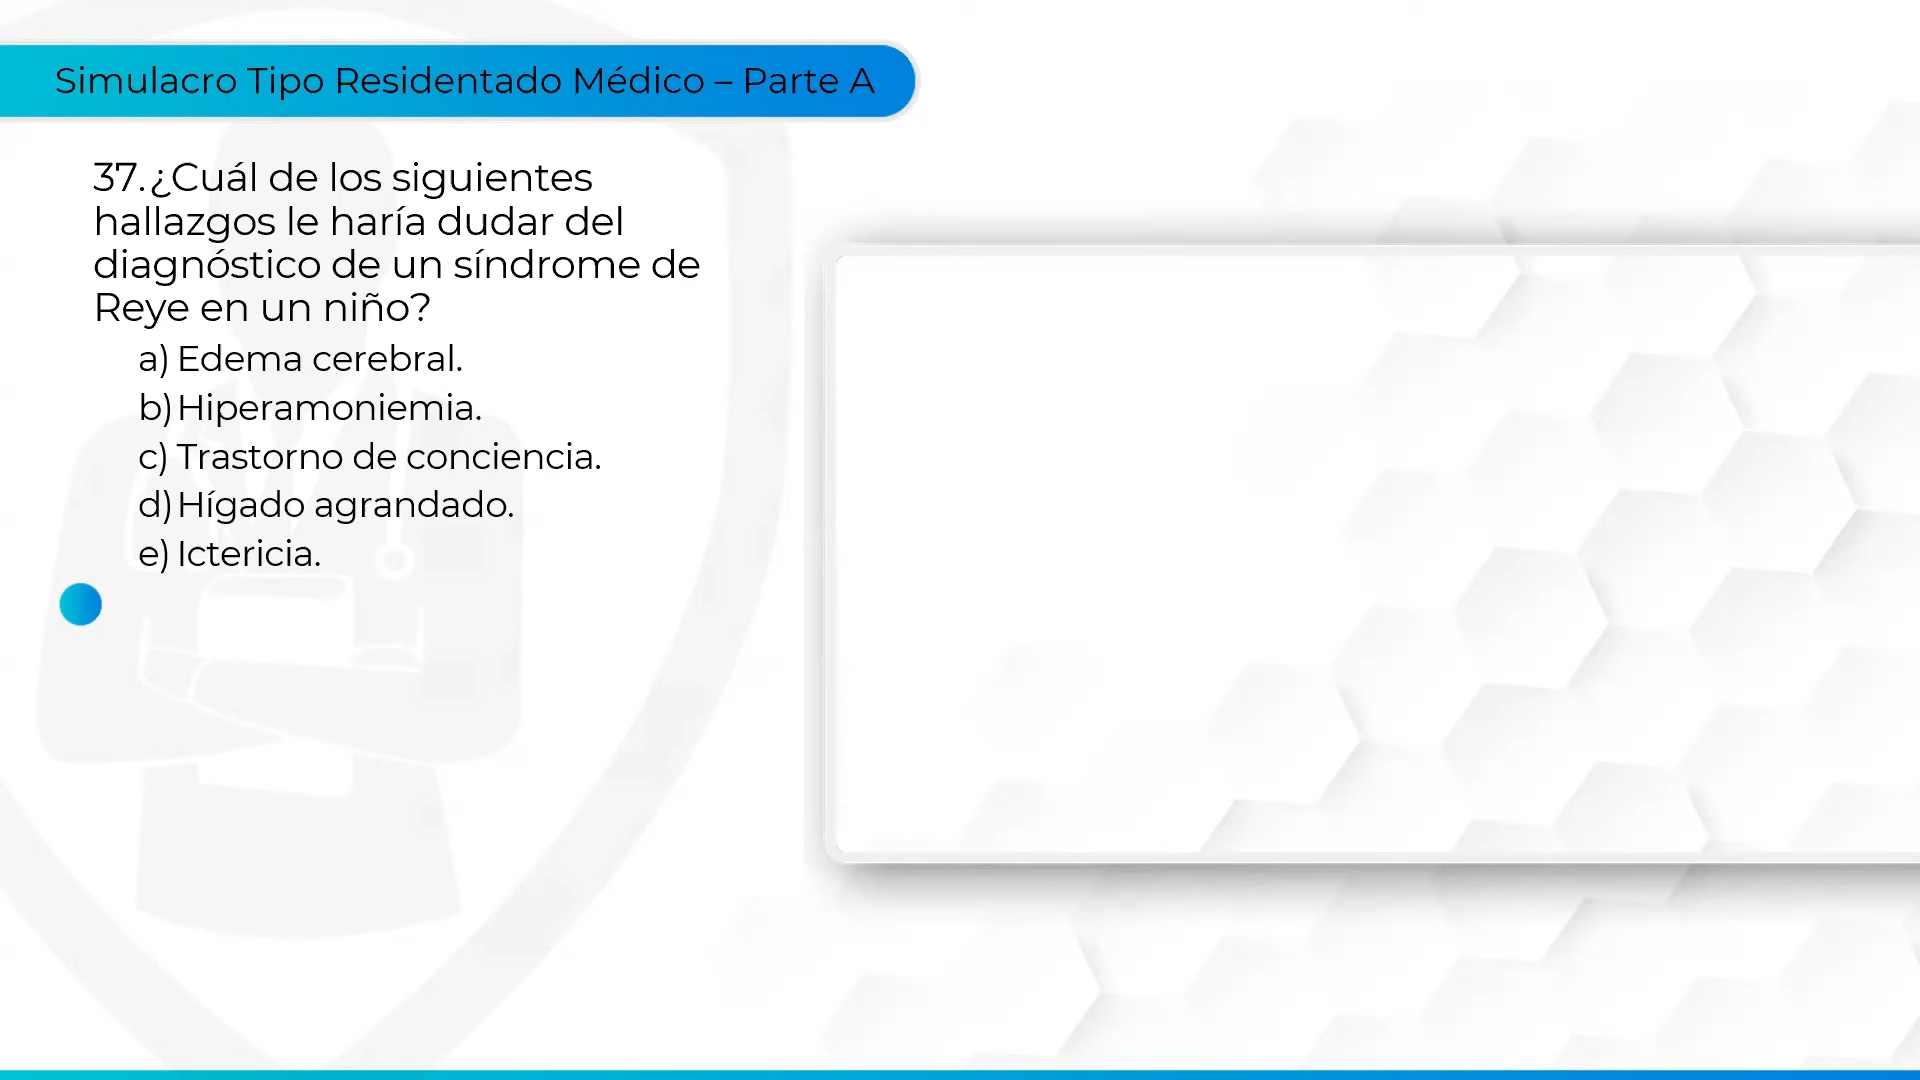 Simulacro Tipo Residentado Médico – Parte A
37.¿Cuál de los siguientes
hallazgos le haría dudar del
diagnóstico de un síndrome de
Reye en un niño?
a) Edema cerebral.
b) Hiperamoniemia.
c) Trastorno de conciencia.
d) Hígado agrandado.
e) Ictericia.